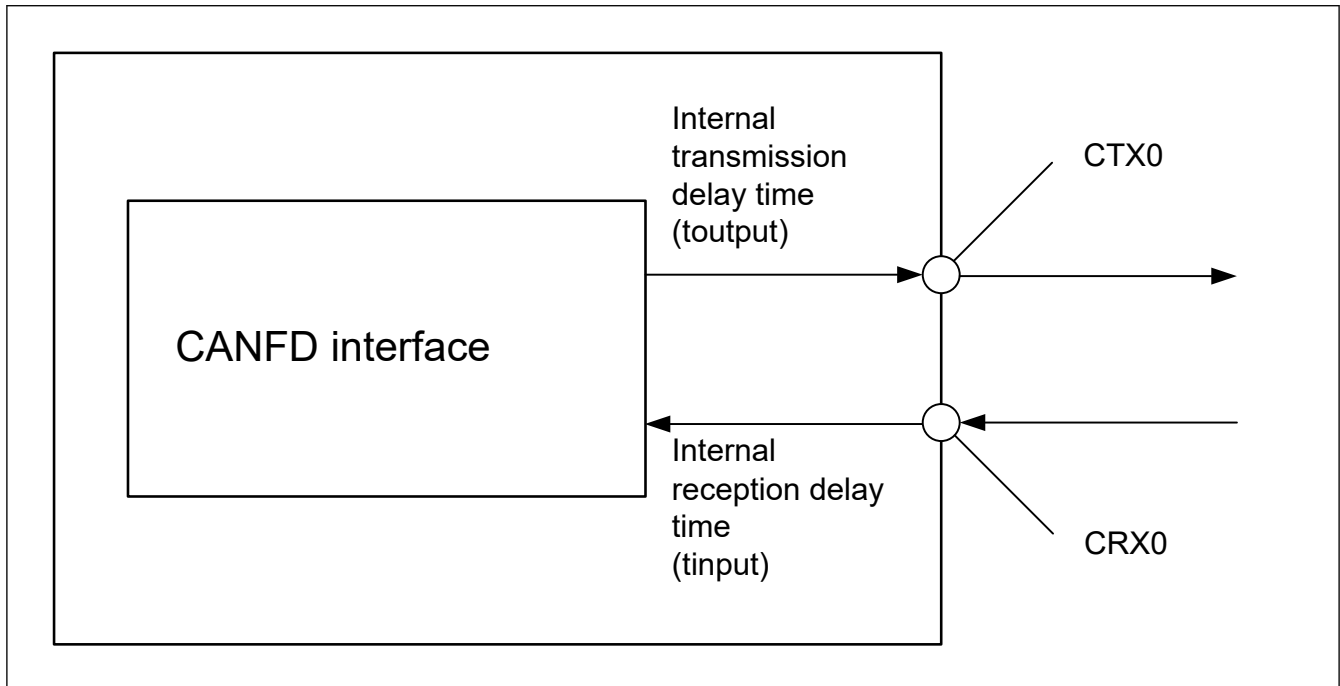 Internal
transmission
delay time
(toutput)
CTX0
CANFD interface
Internal
reception delay
time
(tinput)
CRX0